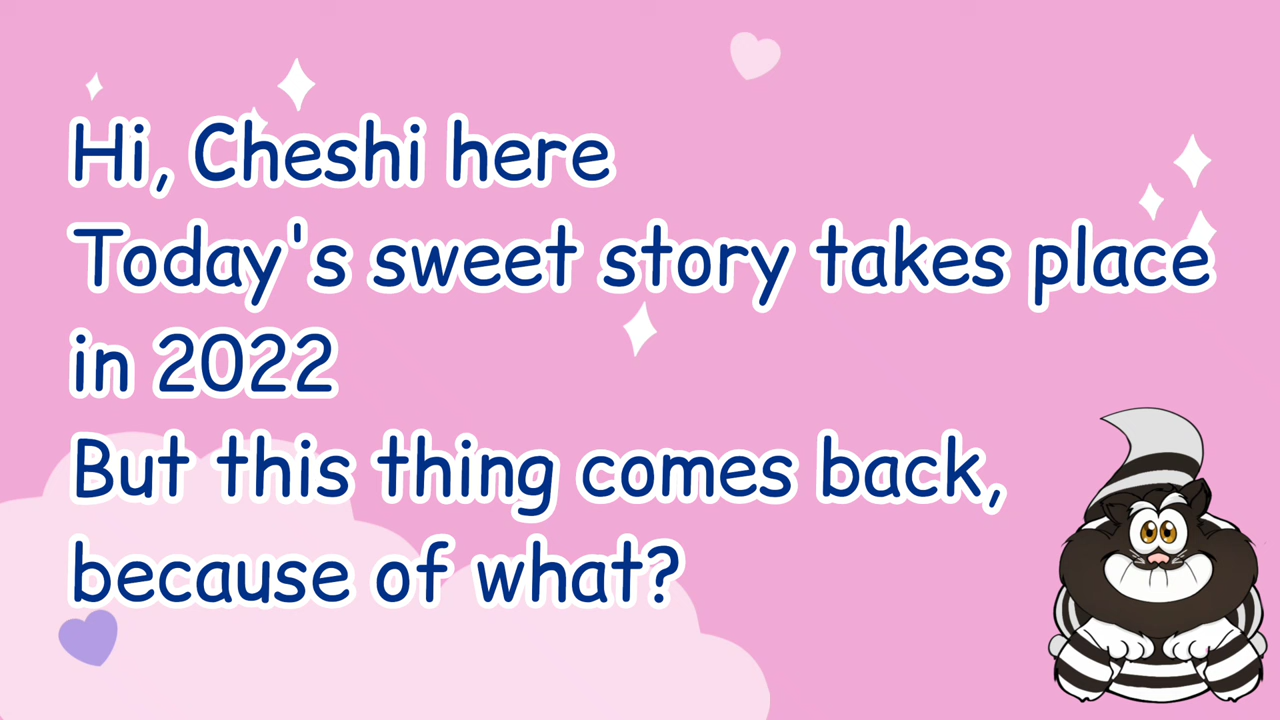 Hi, Cheshi here
Today's sweet story takes place
in 2022
But this thing comes back,
because of what?